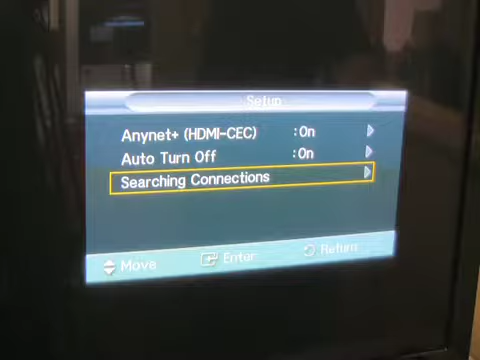 Setup
Anynet+ (HDMI-CEC) : On
Auto Turn Off : On
Searching Connections
Move Enter Return